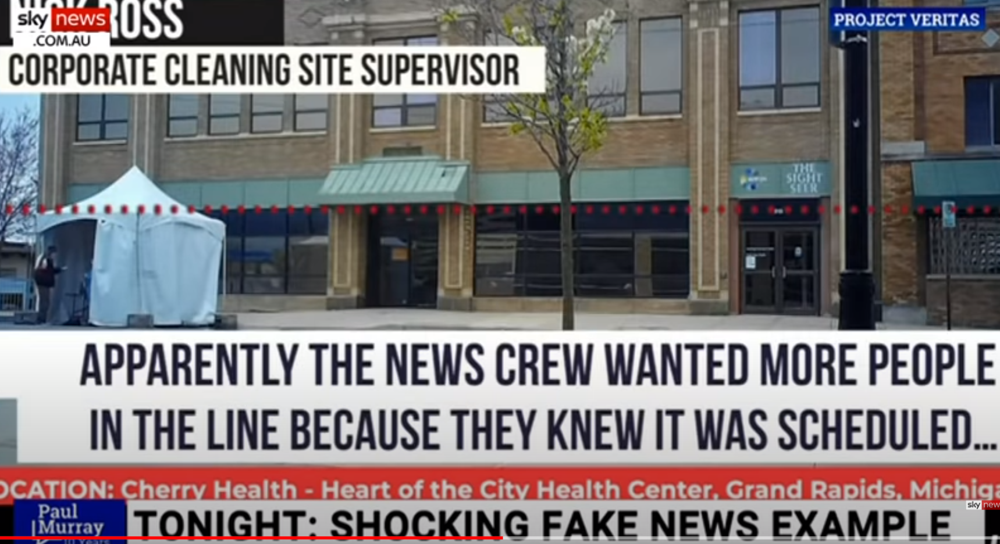 ROSS
sky news
.COM.AU
PROJECT VERITAS
CORPORATE CLEANING SITE SUPERVISOR
THE
SIGHT
SEER
APPARENTLY THE NEWS CREW WANTED MORE PEOPLE
IN THE LINE BECAUSE THEY KNEW IT WAS SCHEDULED...
OCATION: Cherry Health - Heart of the City Health Center, Grand Rapids, Michiga
sky new
Paul
Murray
TONIGHT: SHOCKING FAKE NEWS EXAMPLE